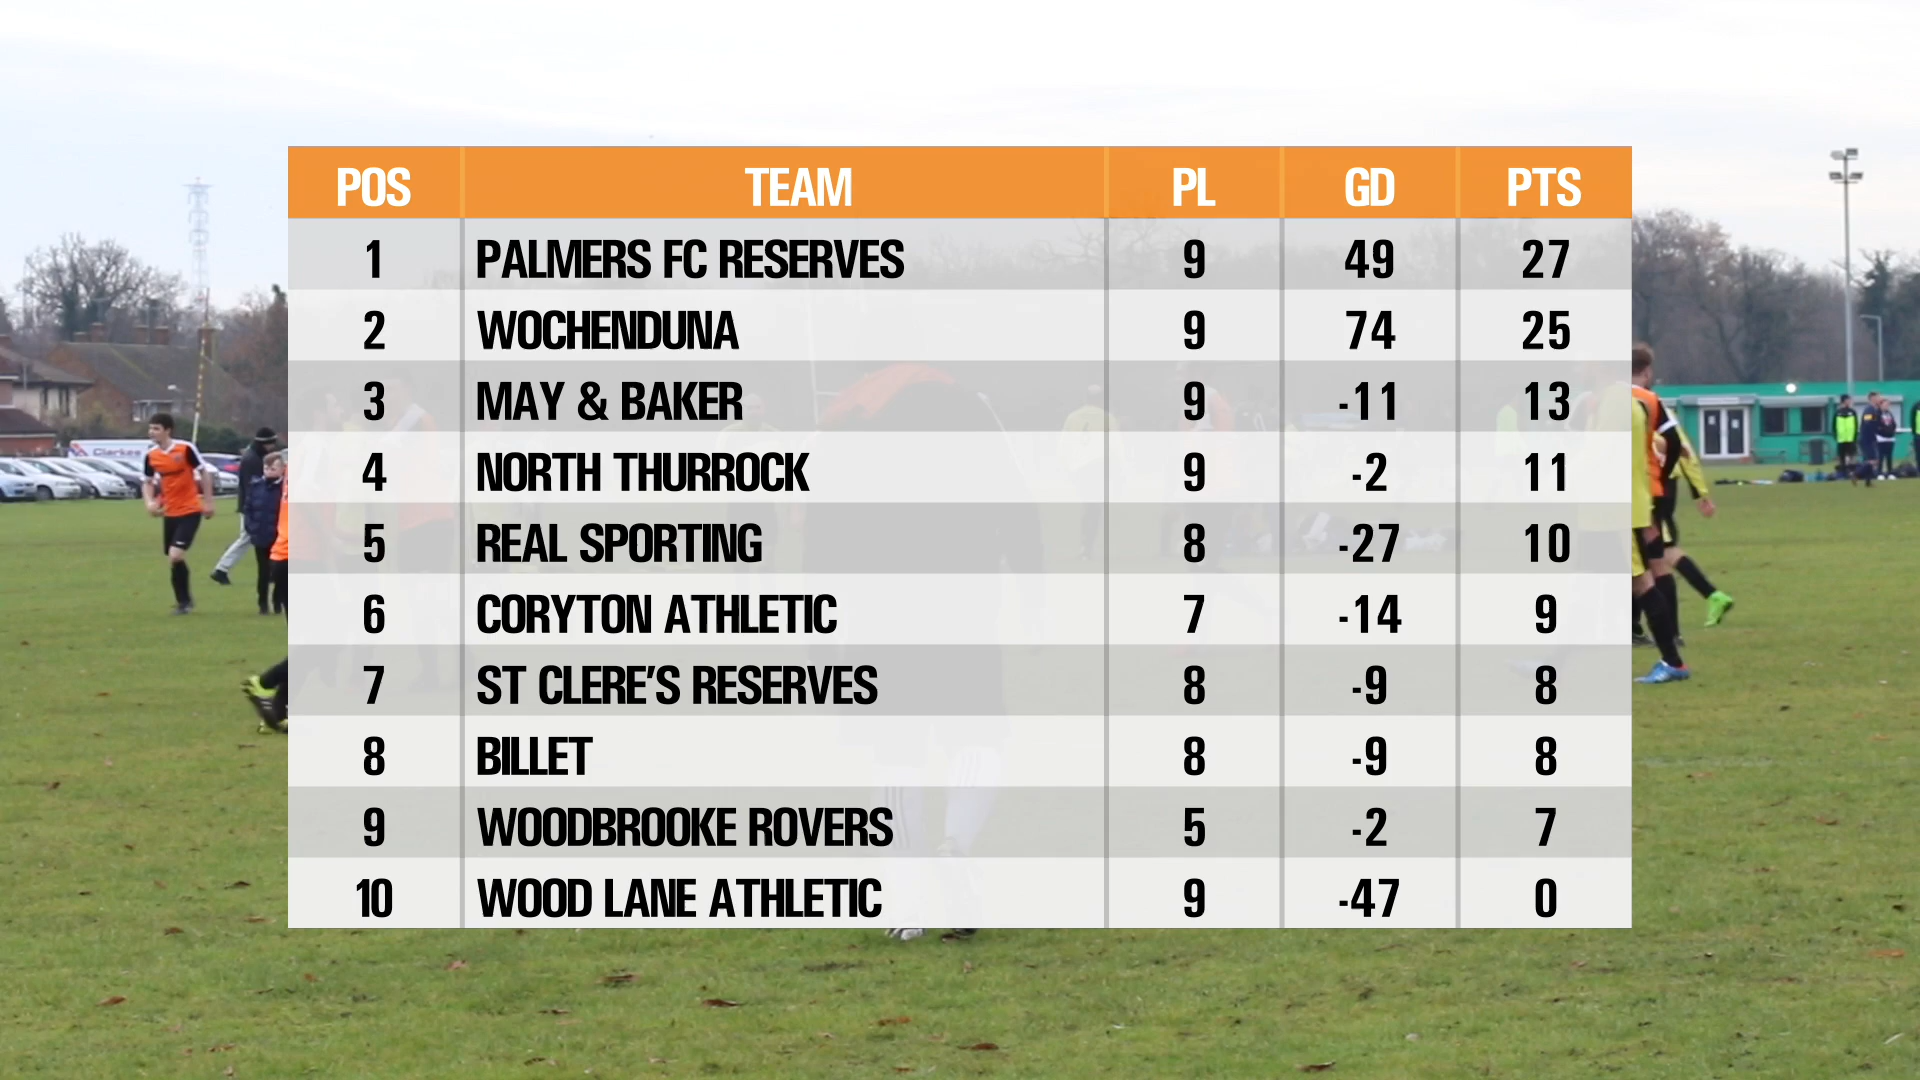 POS TEAM PL GD PTS
1 PALMERS FC RESERVES 9 49 27
2 WOCHENDUNA 9 74 25
3 MAY & BAKER 9 -11 13
4 NORTH THURROCK 9 -2 11
5 REAL SPORTING 8 -27 10
6 CORYTON ATHLETIC 7 -14 9
7 ST CLERE'S RESERVES 8 -9 8
8 BILLET 8 -9 8
9 WOODBROOKE ROVERS 5 -2 7
10 WOOD LANE ATHLETIC 9 -47 0
Clarkes